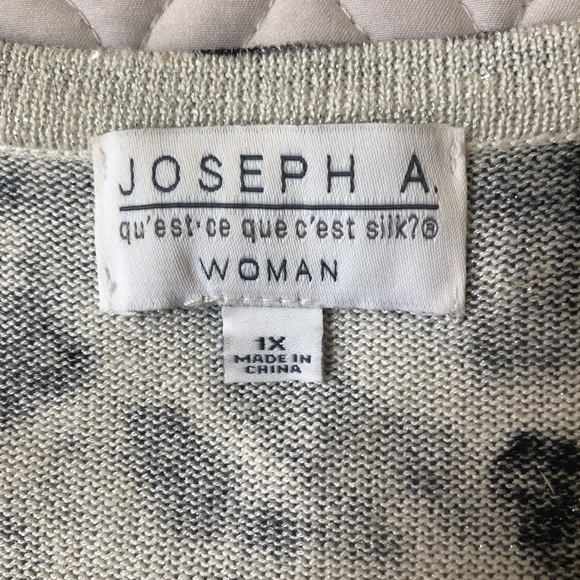 JOSEPH A.
qu'est-ce que c'est silk?®
WOMAN
1X
MADE IN
CHINA